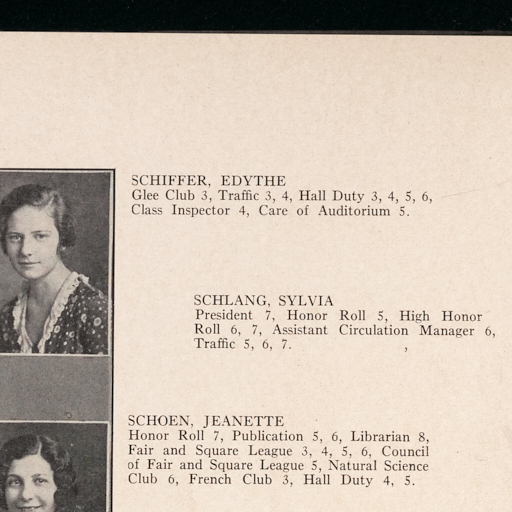 SCHIFFER, EDYTHE
Glee Club 3, Traffic 3, 4, Hall Duty 3, 4, 5, 6,
Class Inspector 4, Care of Auditorium 5.
SCHLANG, SYLVIA
President 7, Honor Roll 5, High Honor
Roll 6, 7, Assistant Circulation Manager 6,
Traffic 5, 6, 7.
SCHOEN, JEANETTE
Honor Roll 7, Publication 5, 6, Librarian 8,
Fair and Square League 3, 4, 5, 6, Council
of Fair and Square League 5, Natural Science
Club 6, French Club 3, Hall Duty 4, 5.